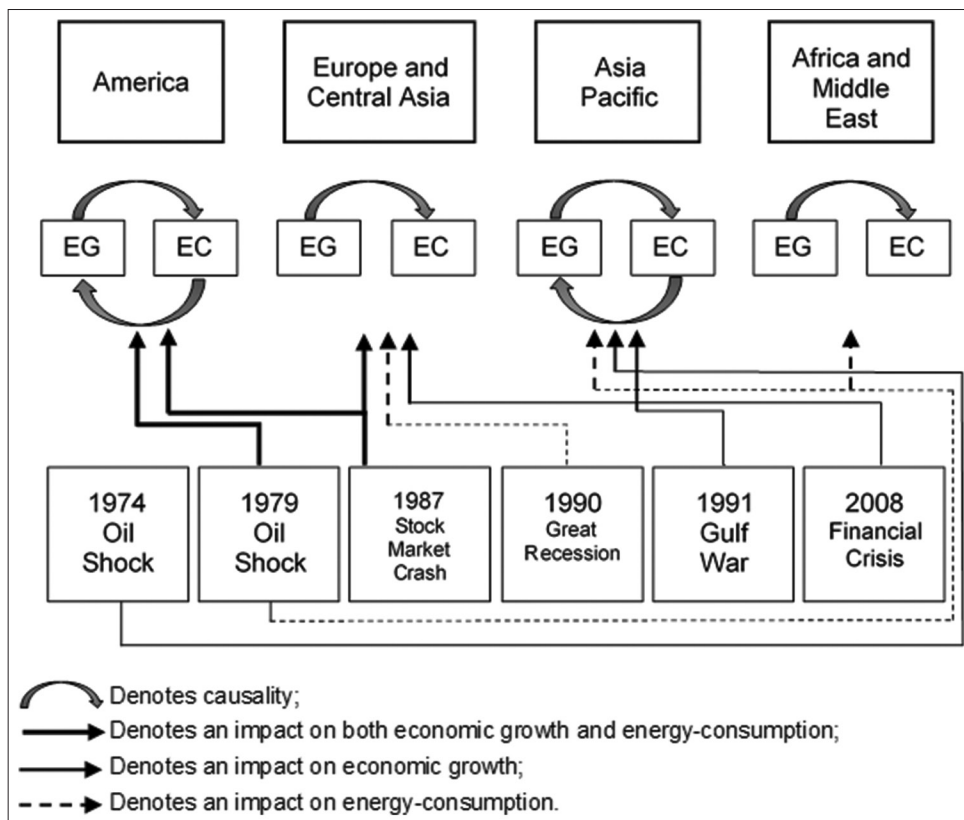 America
Europe and
Central Asia
Asia
Pacific
Africa and
Middle
East
EG
EC
EG
EC
EG
EC
EG
EC
1974
Oil
Shock
1979
Oil
Shock
1987
Stock
Market
Crash
1990
Great
Recession
1991
Gulf
War
2008
Financial
Crisis
Denotes causality;
Denotes an impact on both economic growth and energy-consumption;
Denotes an impact on economic growth;
Denotes an impact on energy-consumption.